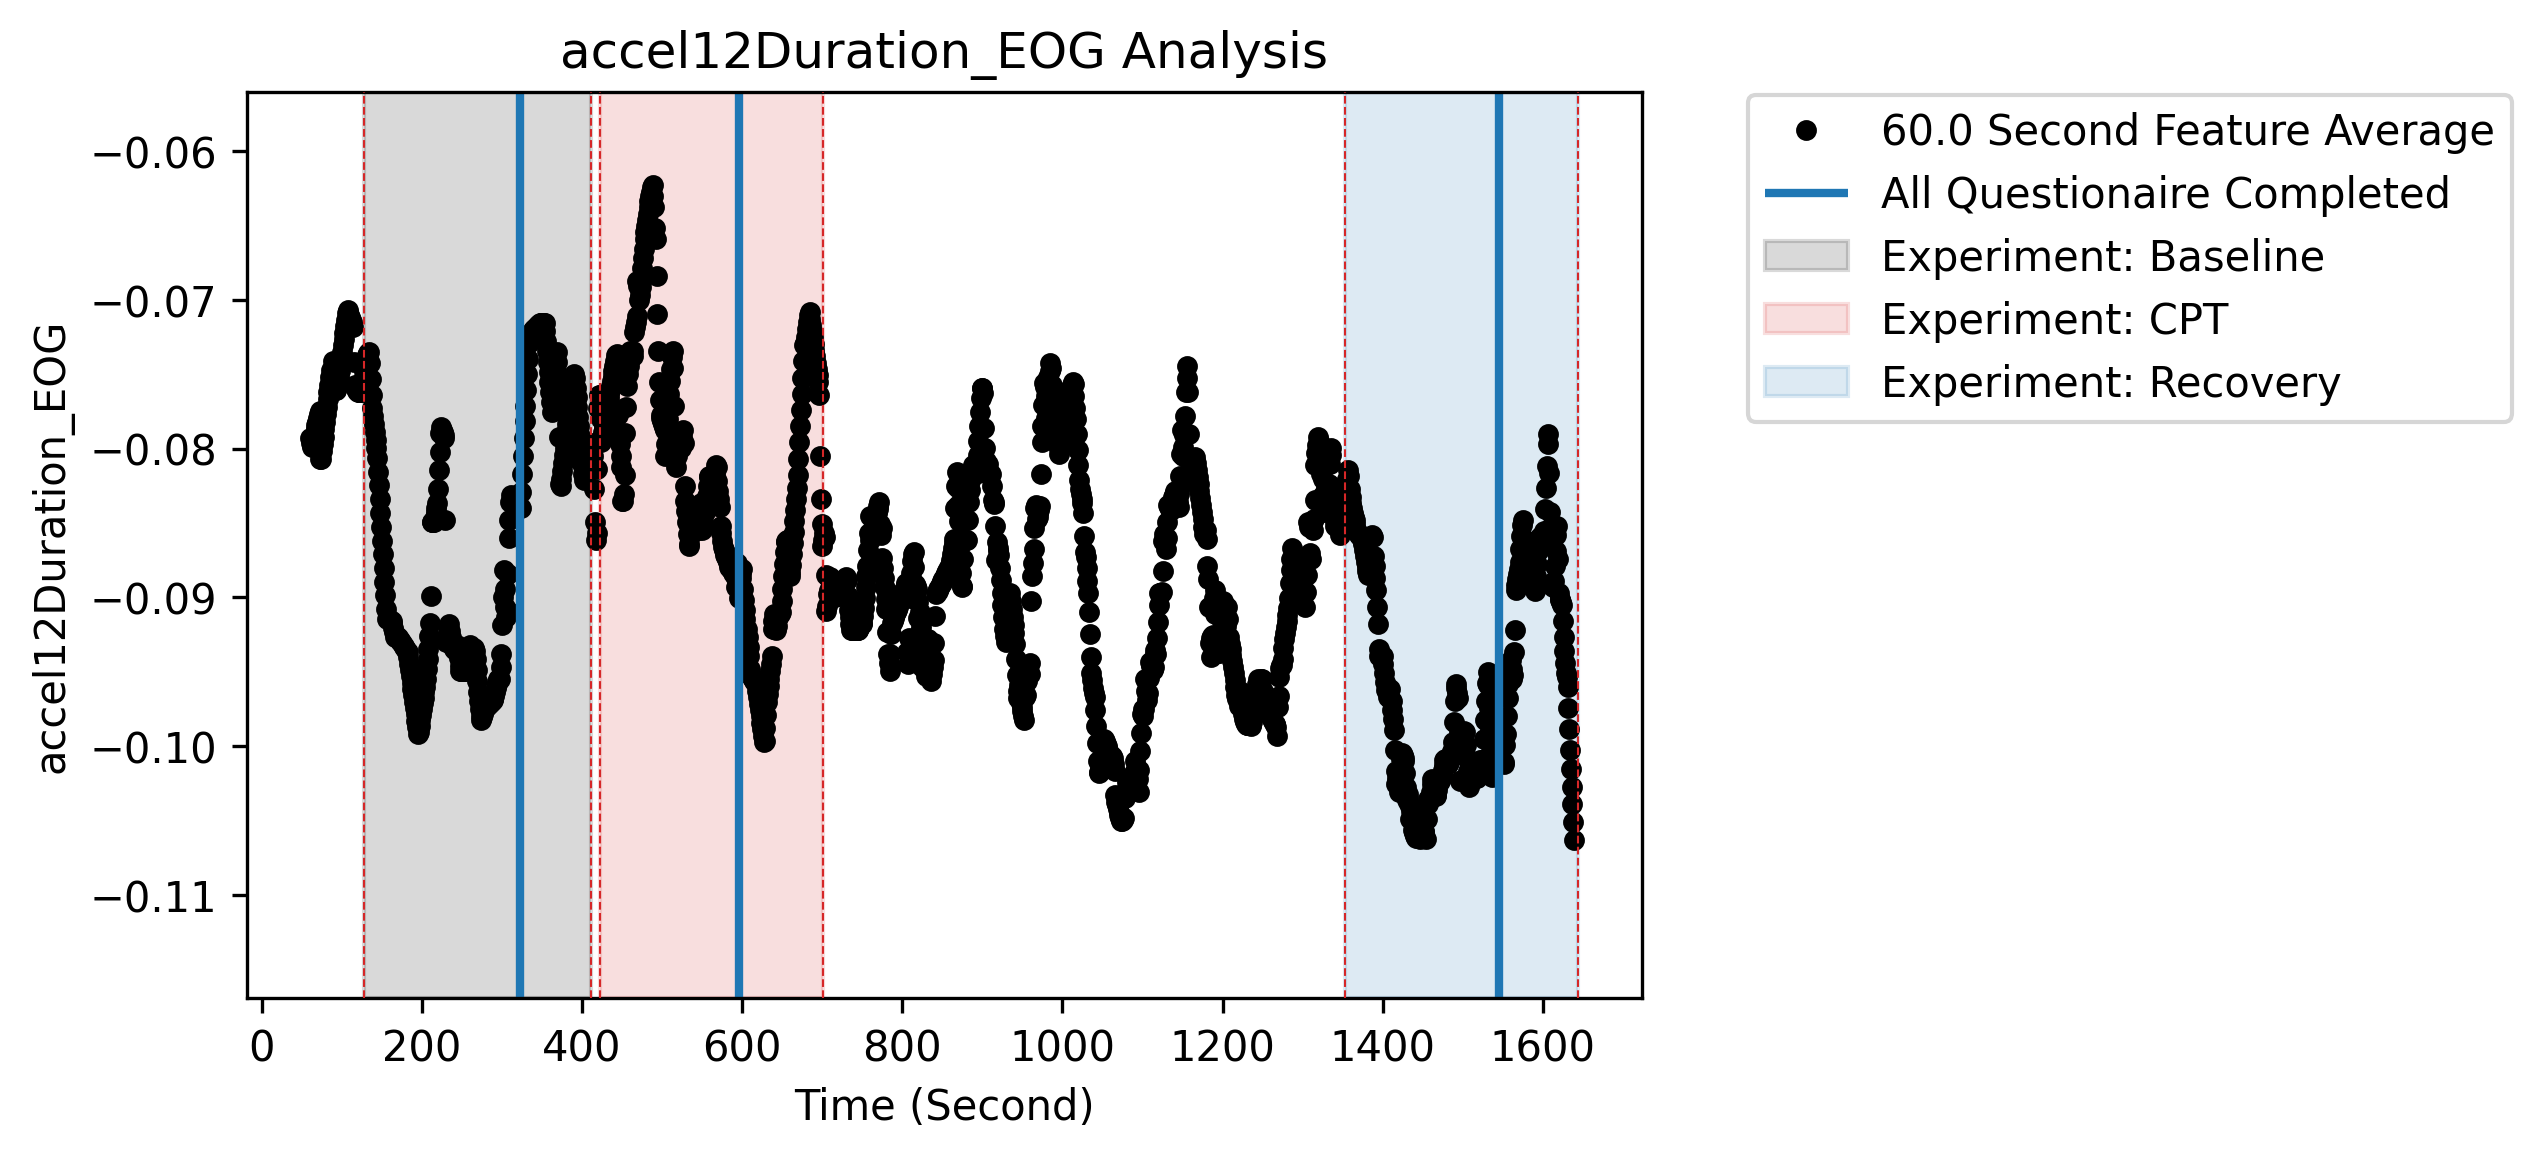 accel12Duration_EOG Analysis
accel12Duration_EOG
−0.06
−0.07
−0.08
−0.09
−0.10
−0.11
0 200 400 600 800 1000 1200 1400 1600
Time (Second)
60.0 Second Feature Average
All Questionaire Completed
Experiment: Baseline
Experiment: CPT
Experiment: Recovery